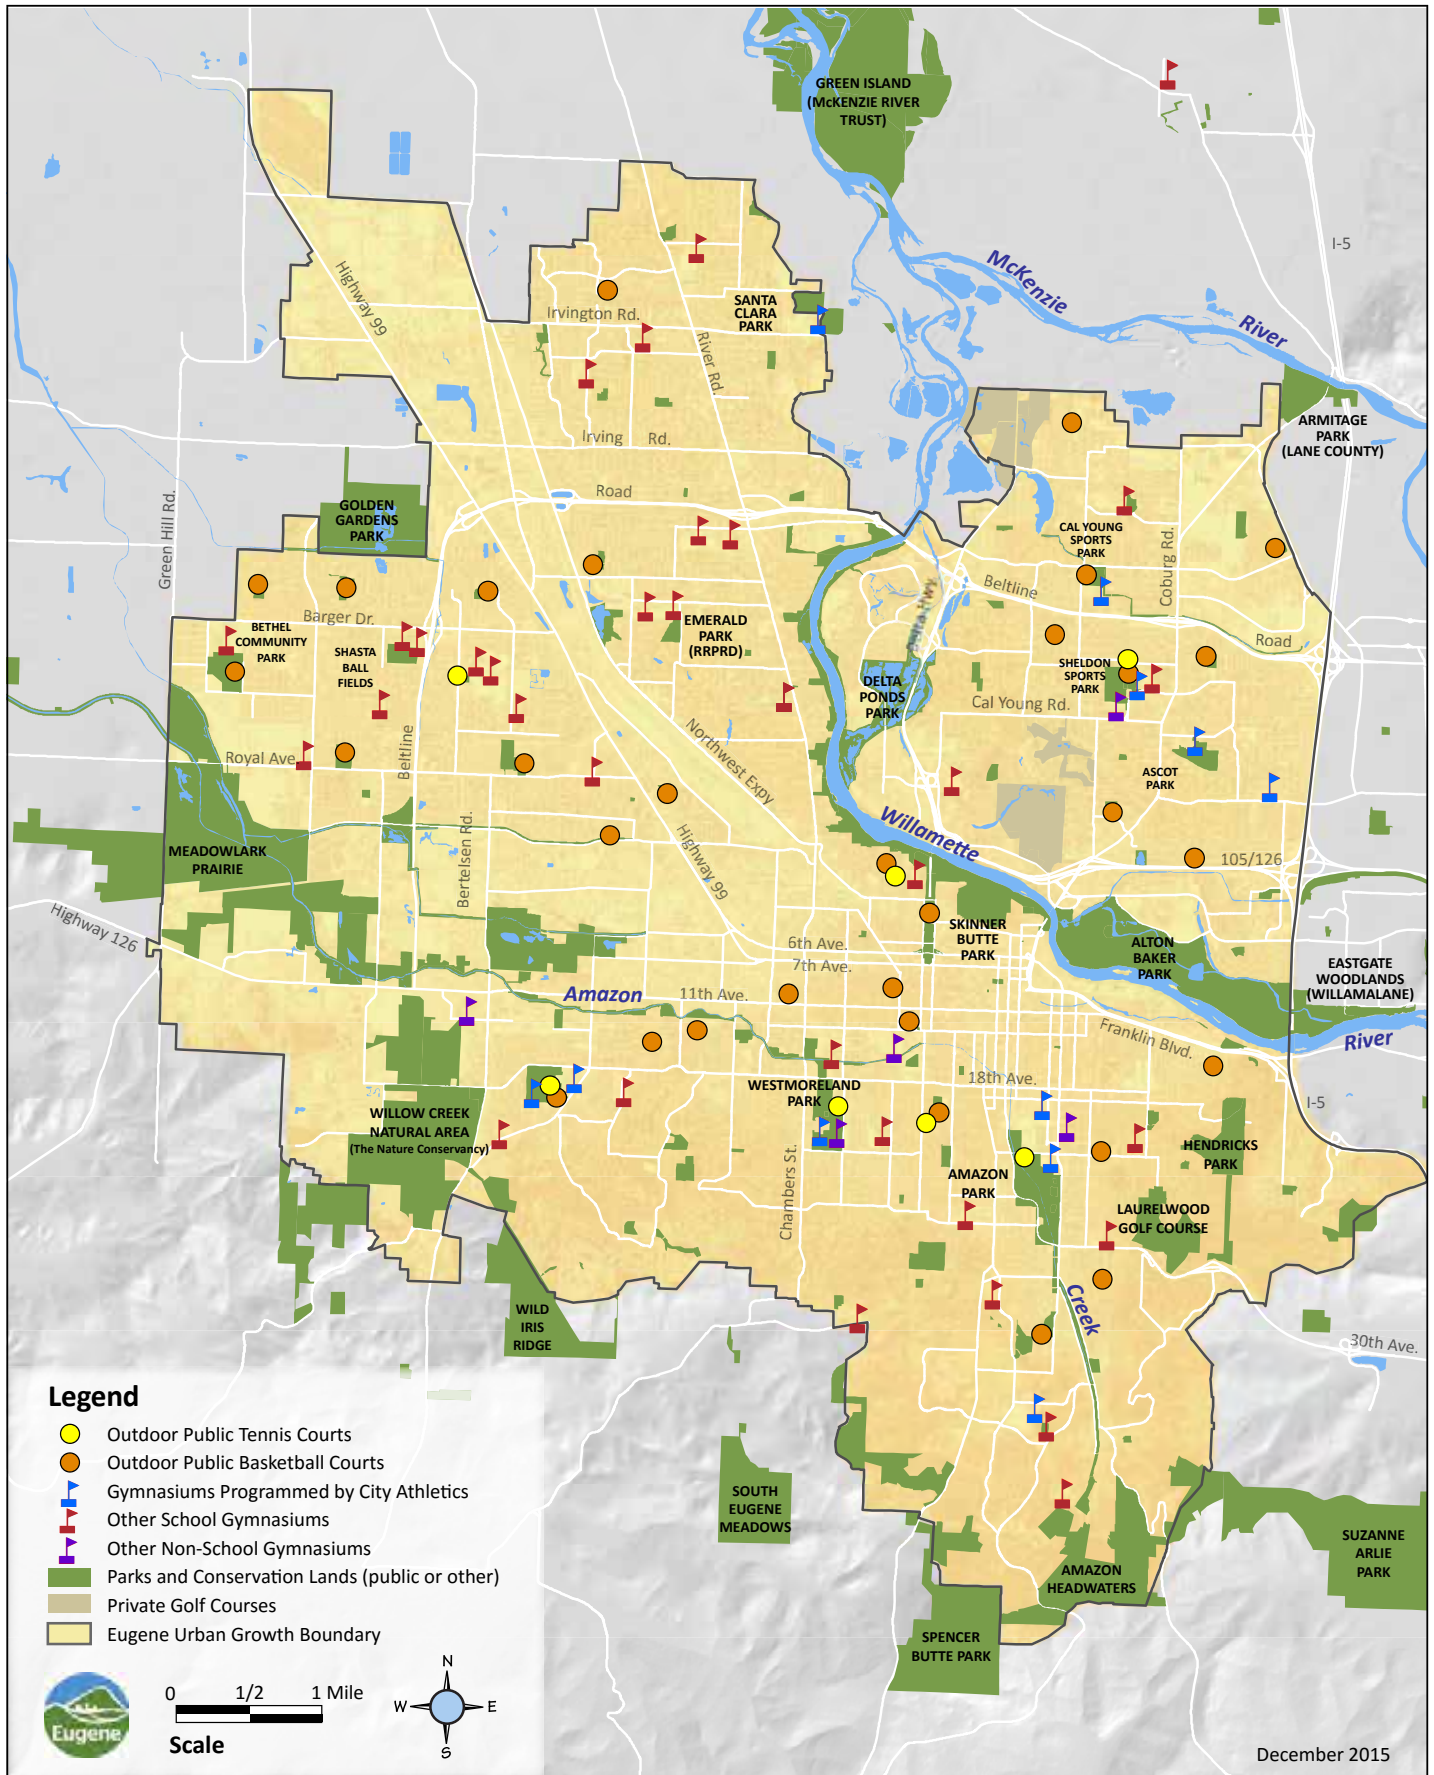 GREEN ISLAND
(McKENZIE RIVER
TRUST)
I-5
McKenzie
River
Highway 99
SANTA
CLARA
PARK
Irvington Rd.
River Rd.
Irving Rd.
ARMITAGE
PARK
(LANE COUNTY)
Green Hill Rd.
GOLDEN
GARDENS
PARK
Road
CAL YOUNG
SPORTS
PARK
Coburg Rd.
Beltline
Delta Hwy
Barger Dr.
BETHEL
COMMUNITY
PARK
SHASTA
BALL
FIELDS
EMERALD
PARK
(RRPRD)
Road
SHELDON
SPORTS
PARK
DELTA
PONDS
PARK
Cal Young Rd.
Royal Ave
Beltline
Northwest Expy
ASCOT
PARK
Willamette
MEADOWLARK
PRAIRIE
Bertelsen Rd.
Highway 99
105/126
Highway 126
SKINNER
BUTTE
PARK
6th Ave.
7th Ave.
ALTON
BAKER
PARK
EASTGATE
WOODLANDS
(WILLAMALANE)
Amazon
11th Ave.
Franklin Blvd.
River
WESTMORELAND
PARK
18th Ave.
I-5
WILLOW CREEK
NATURAL AREA
(The Nature Conservancy)
HENDRICKS
PARK
Chambers St.
AMAZON
PARK
LAURELWOOD
GOLF COURSE
WILD
IRIS
RIDGE
Creek
30th Ave.
SOUTH
EUGENE
MEADOWS
SUZANNE
ARLIE
PARK
AMAZON
HEADWATERS
SPENCER
BUTTE PARK
Legend
Outdoor Public Tennis Courts
Outdoor Public Basketball Courts
Gymnasiums Programmed by City Athletics
Other School Gymnasiums
Other Non-School Gymnasiums
Parks and Conservation Lands (public or other)
Private Golf Courses
Eugene Urban Growth Boundary
Eugene
0 1/2 1 Mile
Scale
N
W E
S
December 2015